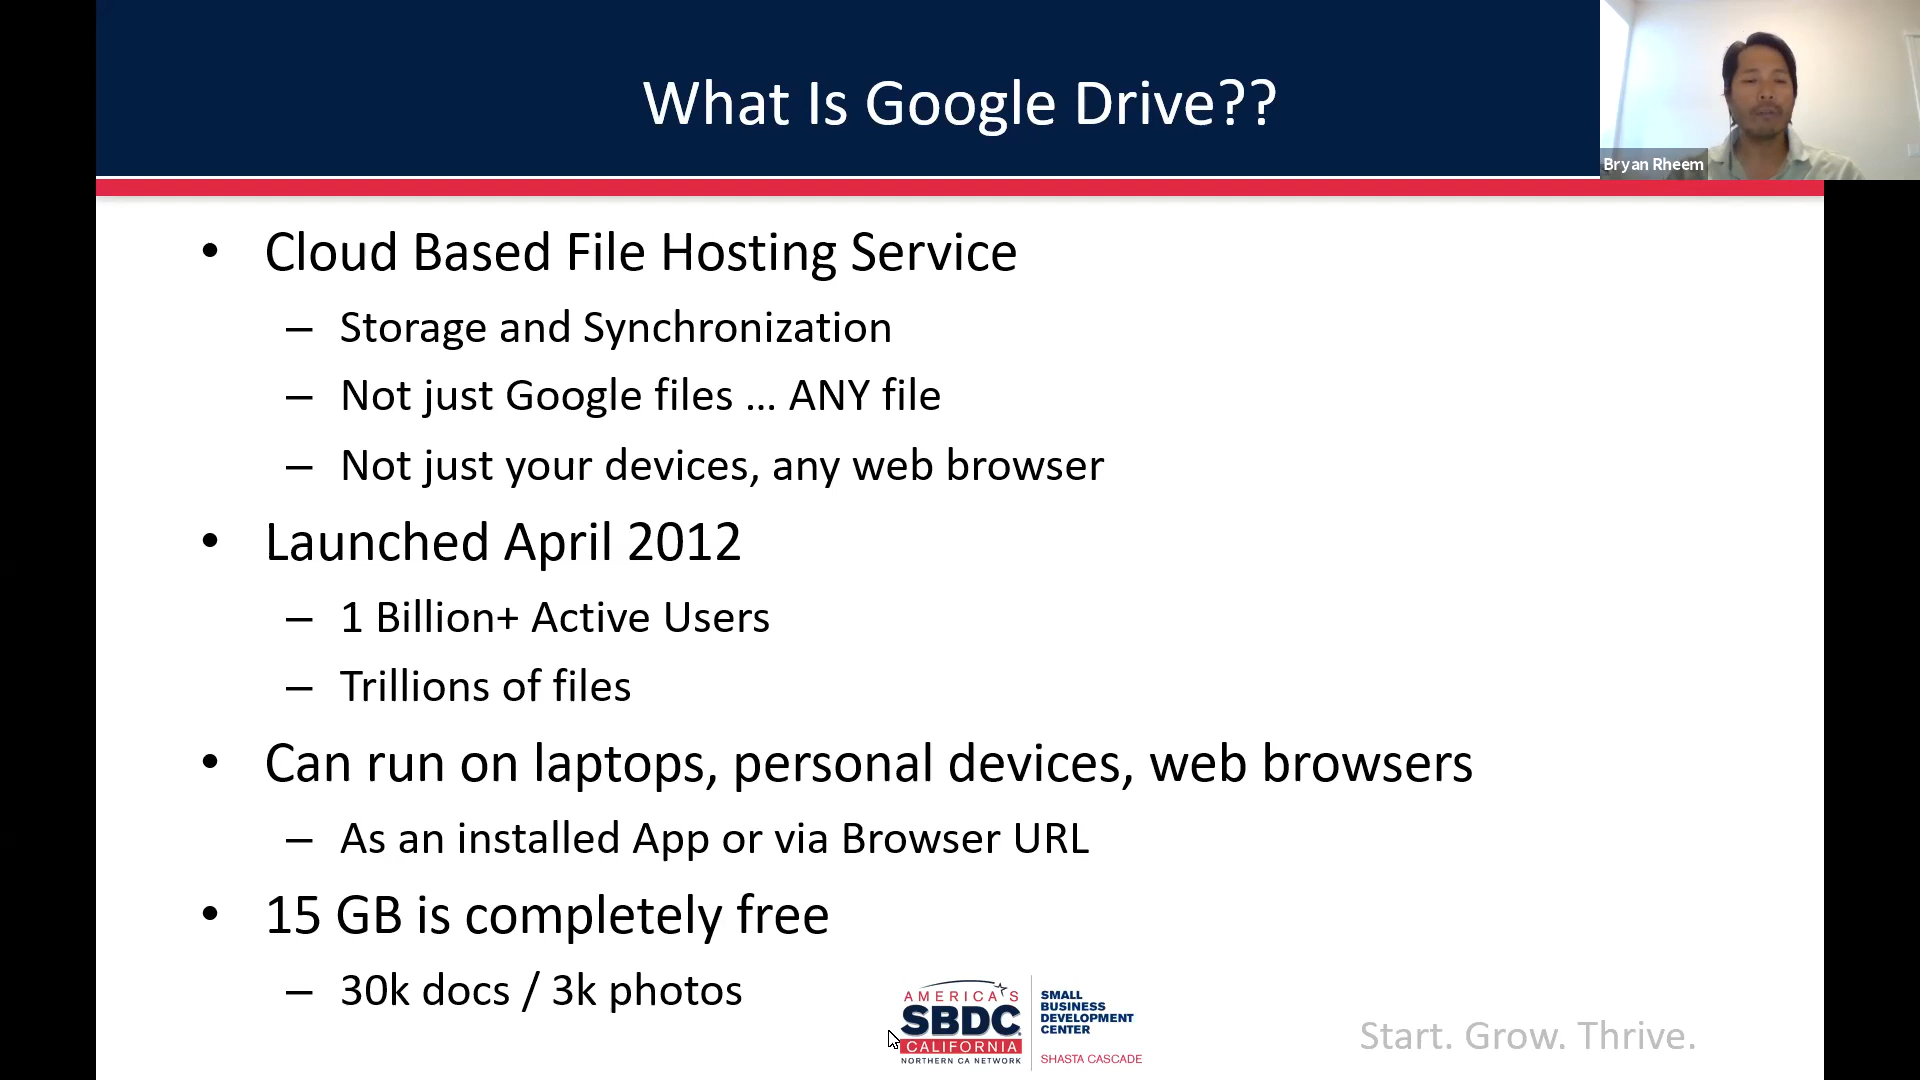 What Is Google Drive??
Bryan Rheem
• Cloud Based File Hosting Service
– Storage and Synchronization
– Not just Google files ... ANY file
– Not just your devices, any web browser
• Launched April 2012
– 1 Billion+ Active Users
– Trillions of files
• Can run on laptops, personal devices, web browsers
– As an installed App or via Browser URL
• 15 GB is completely free
– 30k docs / 3k photos
AMERICA'S
SBDC
CALIFORNIA
NORTHERN CA NETWORK
SMALL
BUSINESS
DEVELOPMENT
CENTER
SHASTA CASCADE
Start. Grow. Thrive.